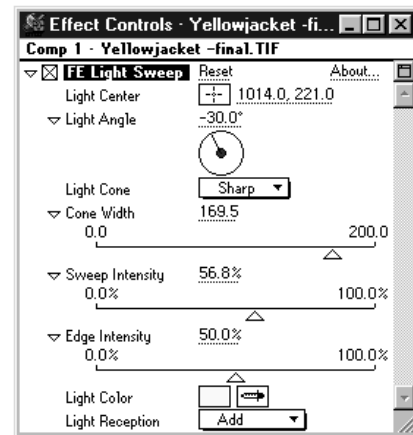 Effect Controls · Yellowjacket -fi...
Comp 1 · Yellowjacket -final.TIF
FE Light Sweep Reset About...
Light Center 1014.0, 221.0
Light Angle -30.0°
Light Cone Sharp
Cone Width 169.5
0.0 200.0
Sweep Intensity 56.8%
0.0% 100.0%
Edge Intensity 50.0%
0.0% 100.0%
Light Color
Light Reception Add